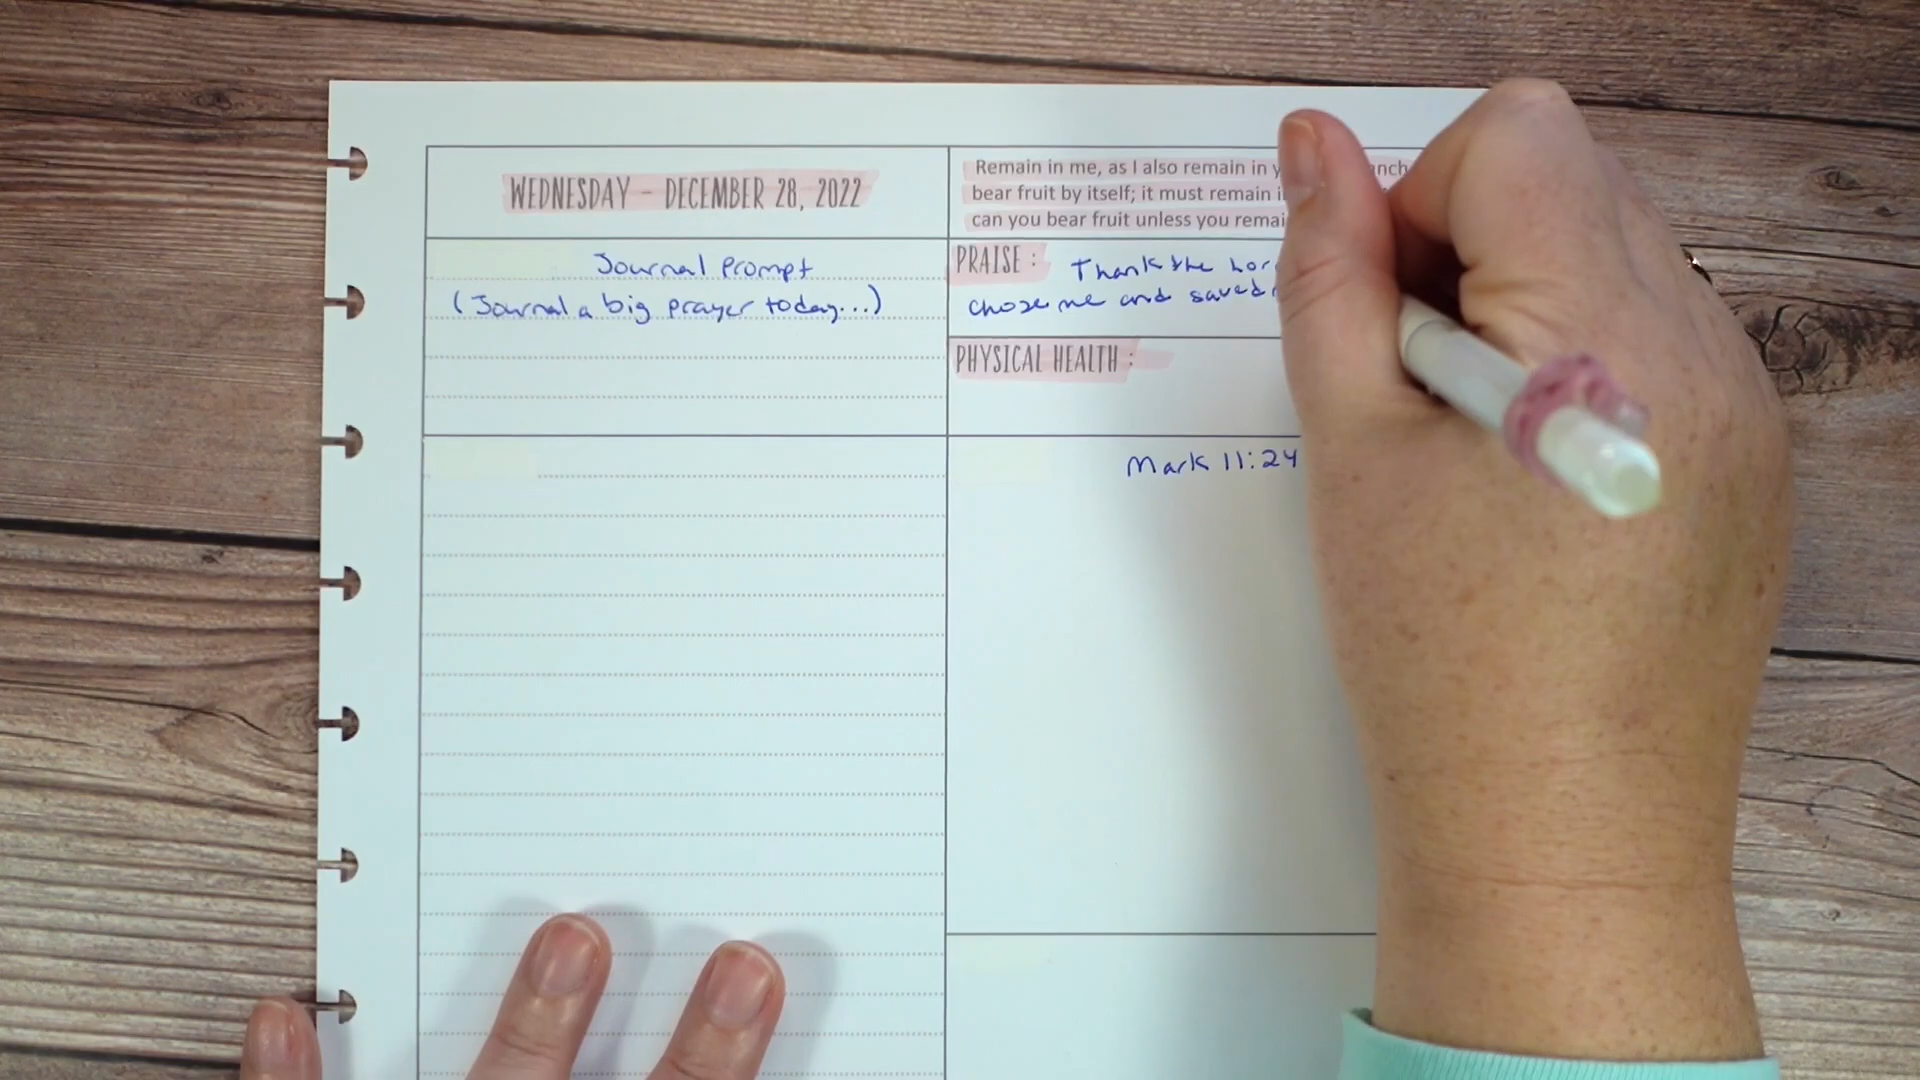 WEDNESDAY - DECEMBER 28, 2022
Journal Prompt
(Journal a big prayer today...)
Remain in me, as I also remain in
bear fruit by itself; it must remain
can you bear fruit unless you
PRAISE : Thank the
chose me and saved
PHYSICAL HEALTH :
Mark 11:24